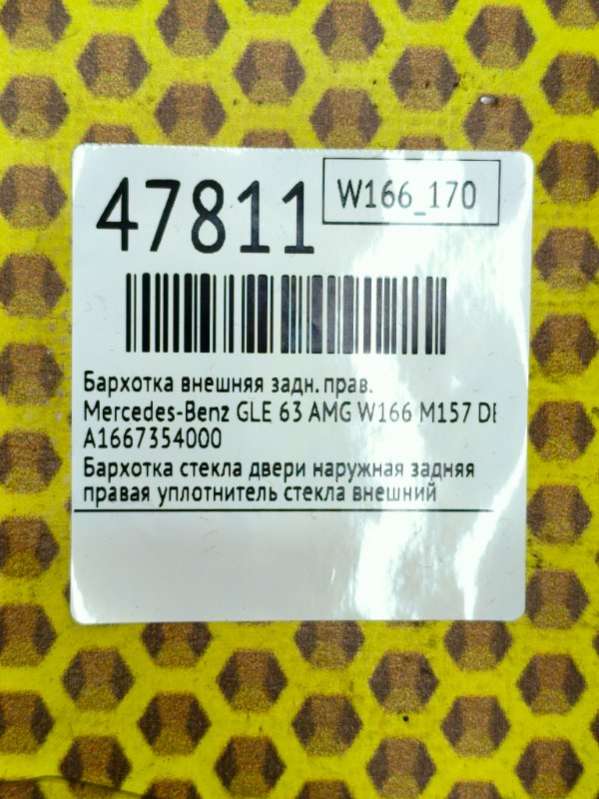 47811
W166_170
Бархотка внешняя задн. прав.
Mercedes-Benz GLE 63 AMG W166 M157 DE
A1667354000
Бархотка стекла двери наружная задняя
правая уплотнитель стекла внешний